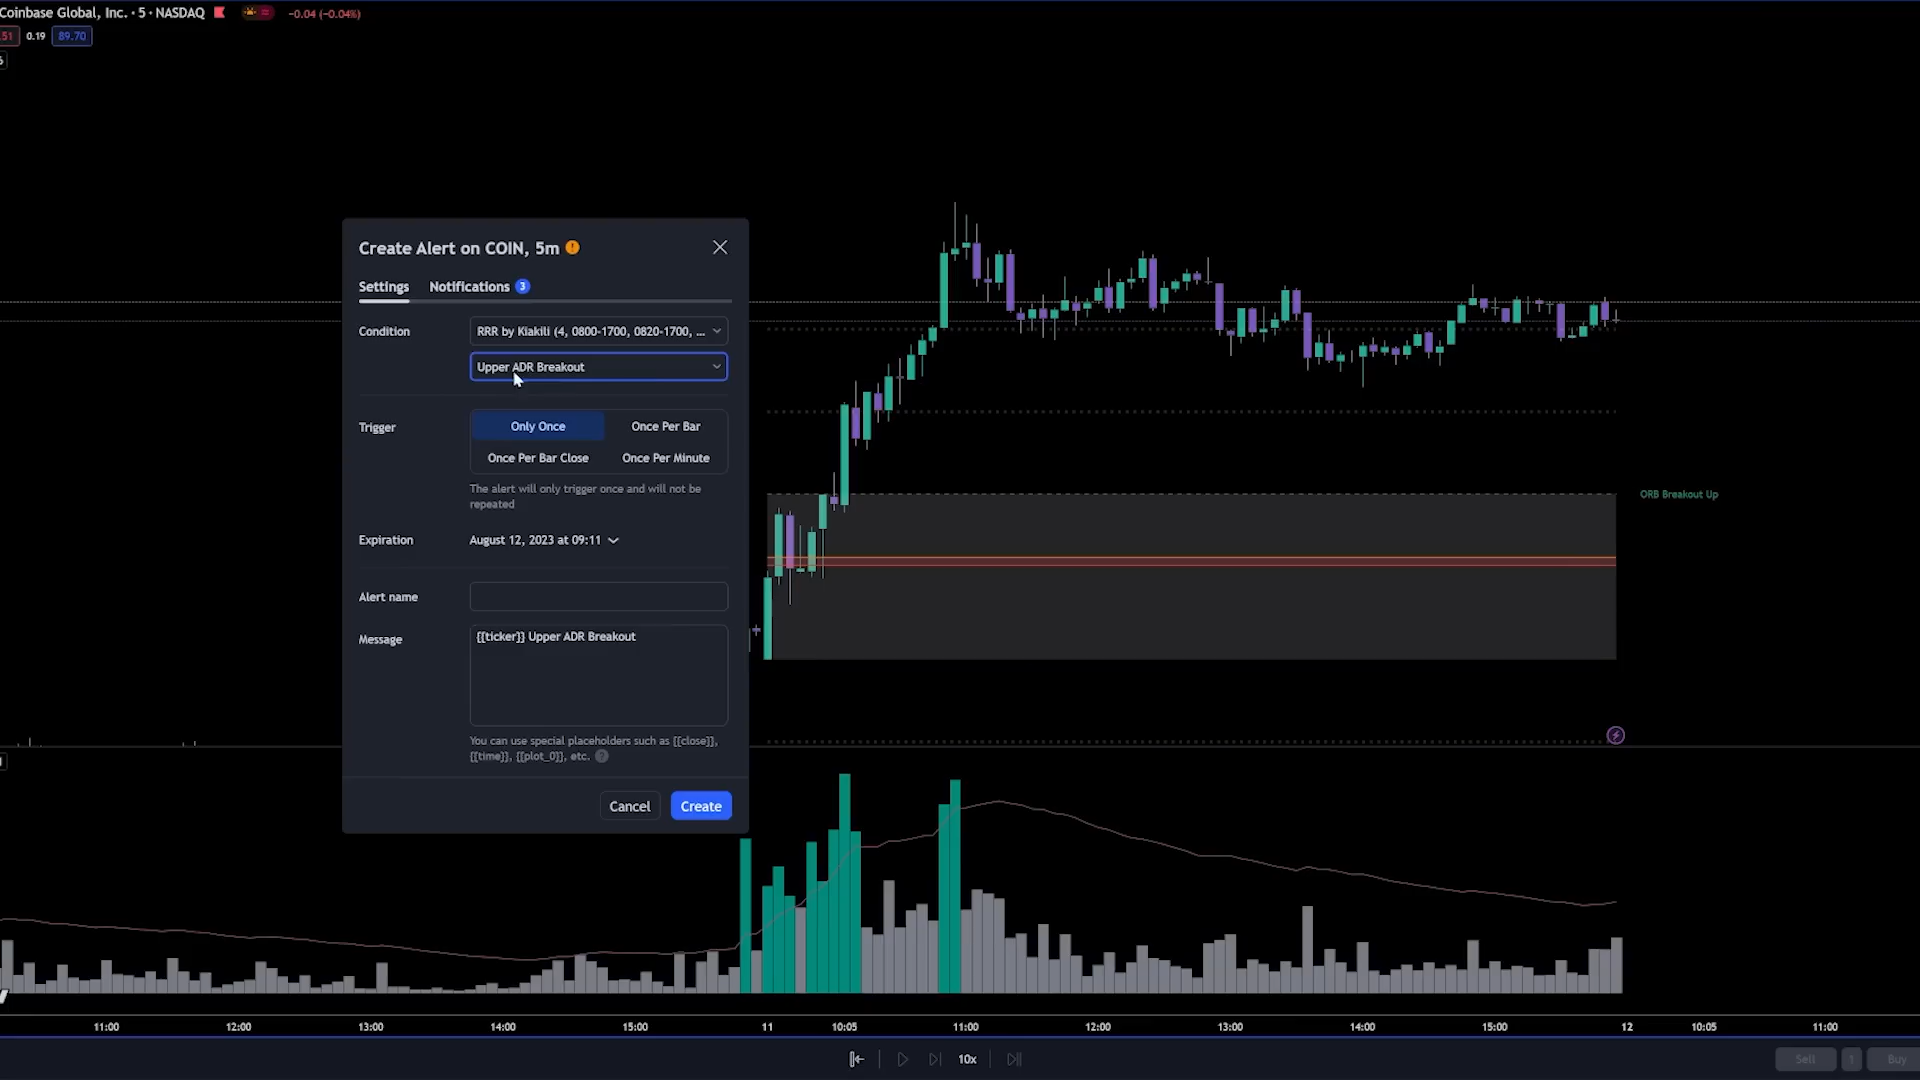 Coinbase Global, Inc. · 5 · NASDAQ
-0.04 (-0.04%)
51 0.19 89.70
Create Alert on COIN, 5m
Settings Notifications 3
Condition RRR by Kiakili (4, 0800-1700, 0820-1700, ...
Upper ADR Breakout
Trigger Only Once Once Per Bar
Once Per Bar Close Once Per Minute
The alert will only trigger once and will not be
repeated
Expiration August 12, 2023 at 09:11
Alert name
Message {{ticker}} Upper ADR Breakout
You can use special placeholders such as {{close}},
{{time}}, {{plot_0}}, etc. ?
Cancel Create
ORB Breakout Up
11:00 12:00 13:00 14:00 15:00 11 10:05 11:00 12:00 13:00 14:00 15:00 12 10:05 11:00
10x
Sell 1 Buy